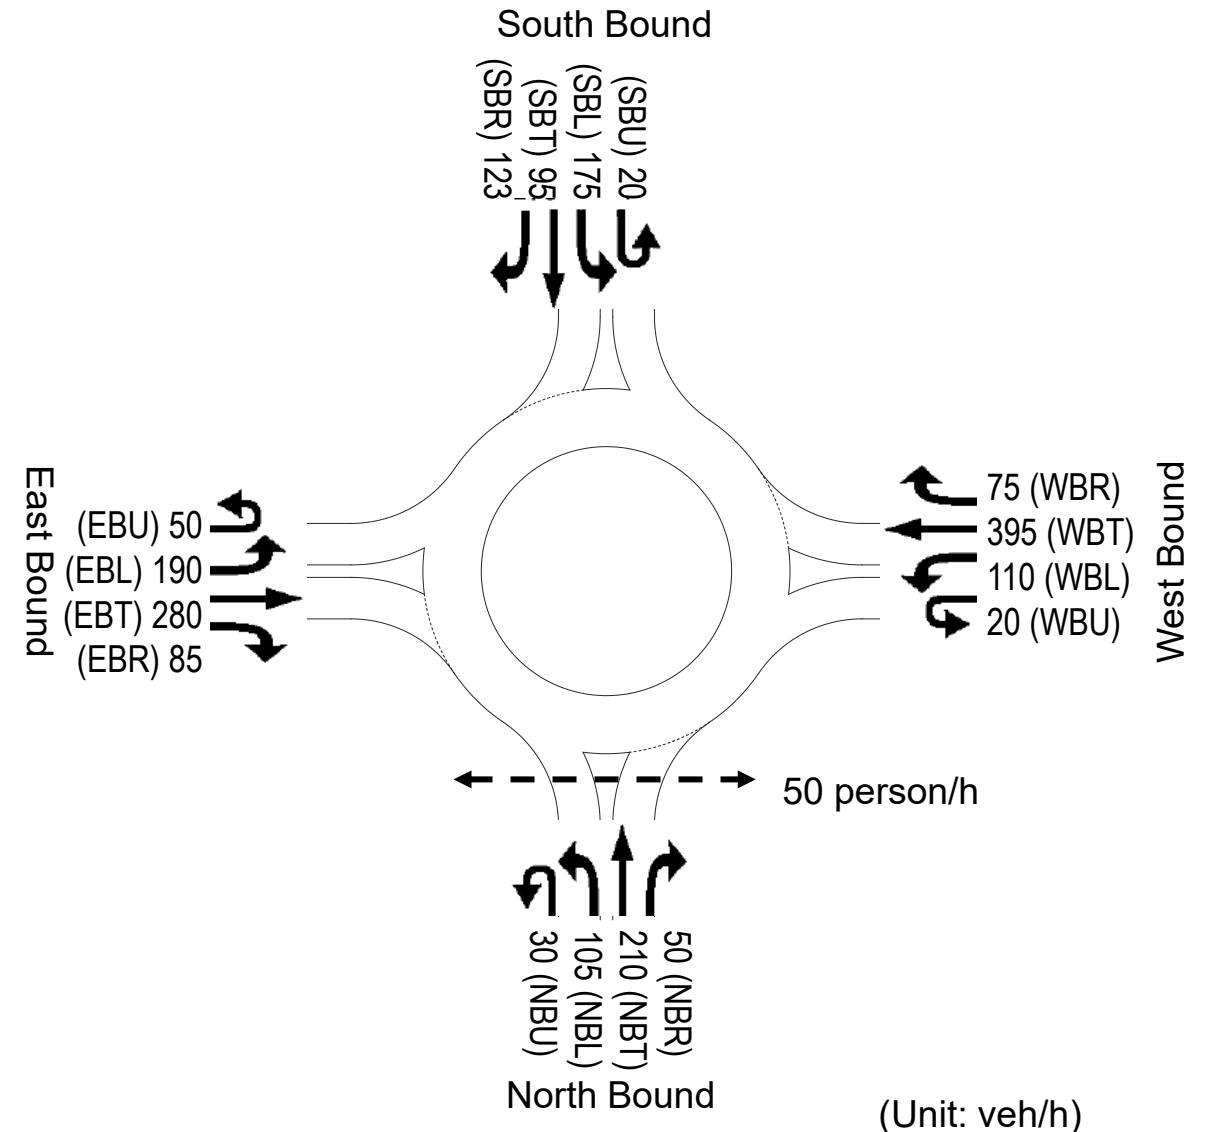 South Bound
(SBR) 123
(SBT) 95
(SBL) 175
(SBU) 20
East Bound
(EBU) 50
(EBL) 190
(EBT) 280
(EBR) 85
75 (WBR)
395 (WBT)
110 (WBL)
20 (WBU)
West Bound
50 person/h
30 (NBU)
105 (NBL)
210 (NBT)
50 (NBR)
North Bound
(Unit: veh/h)